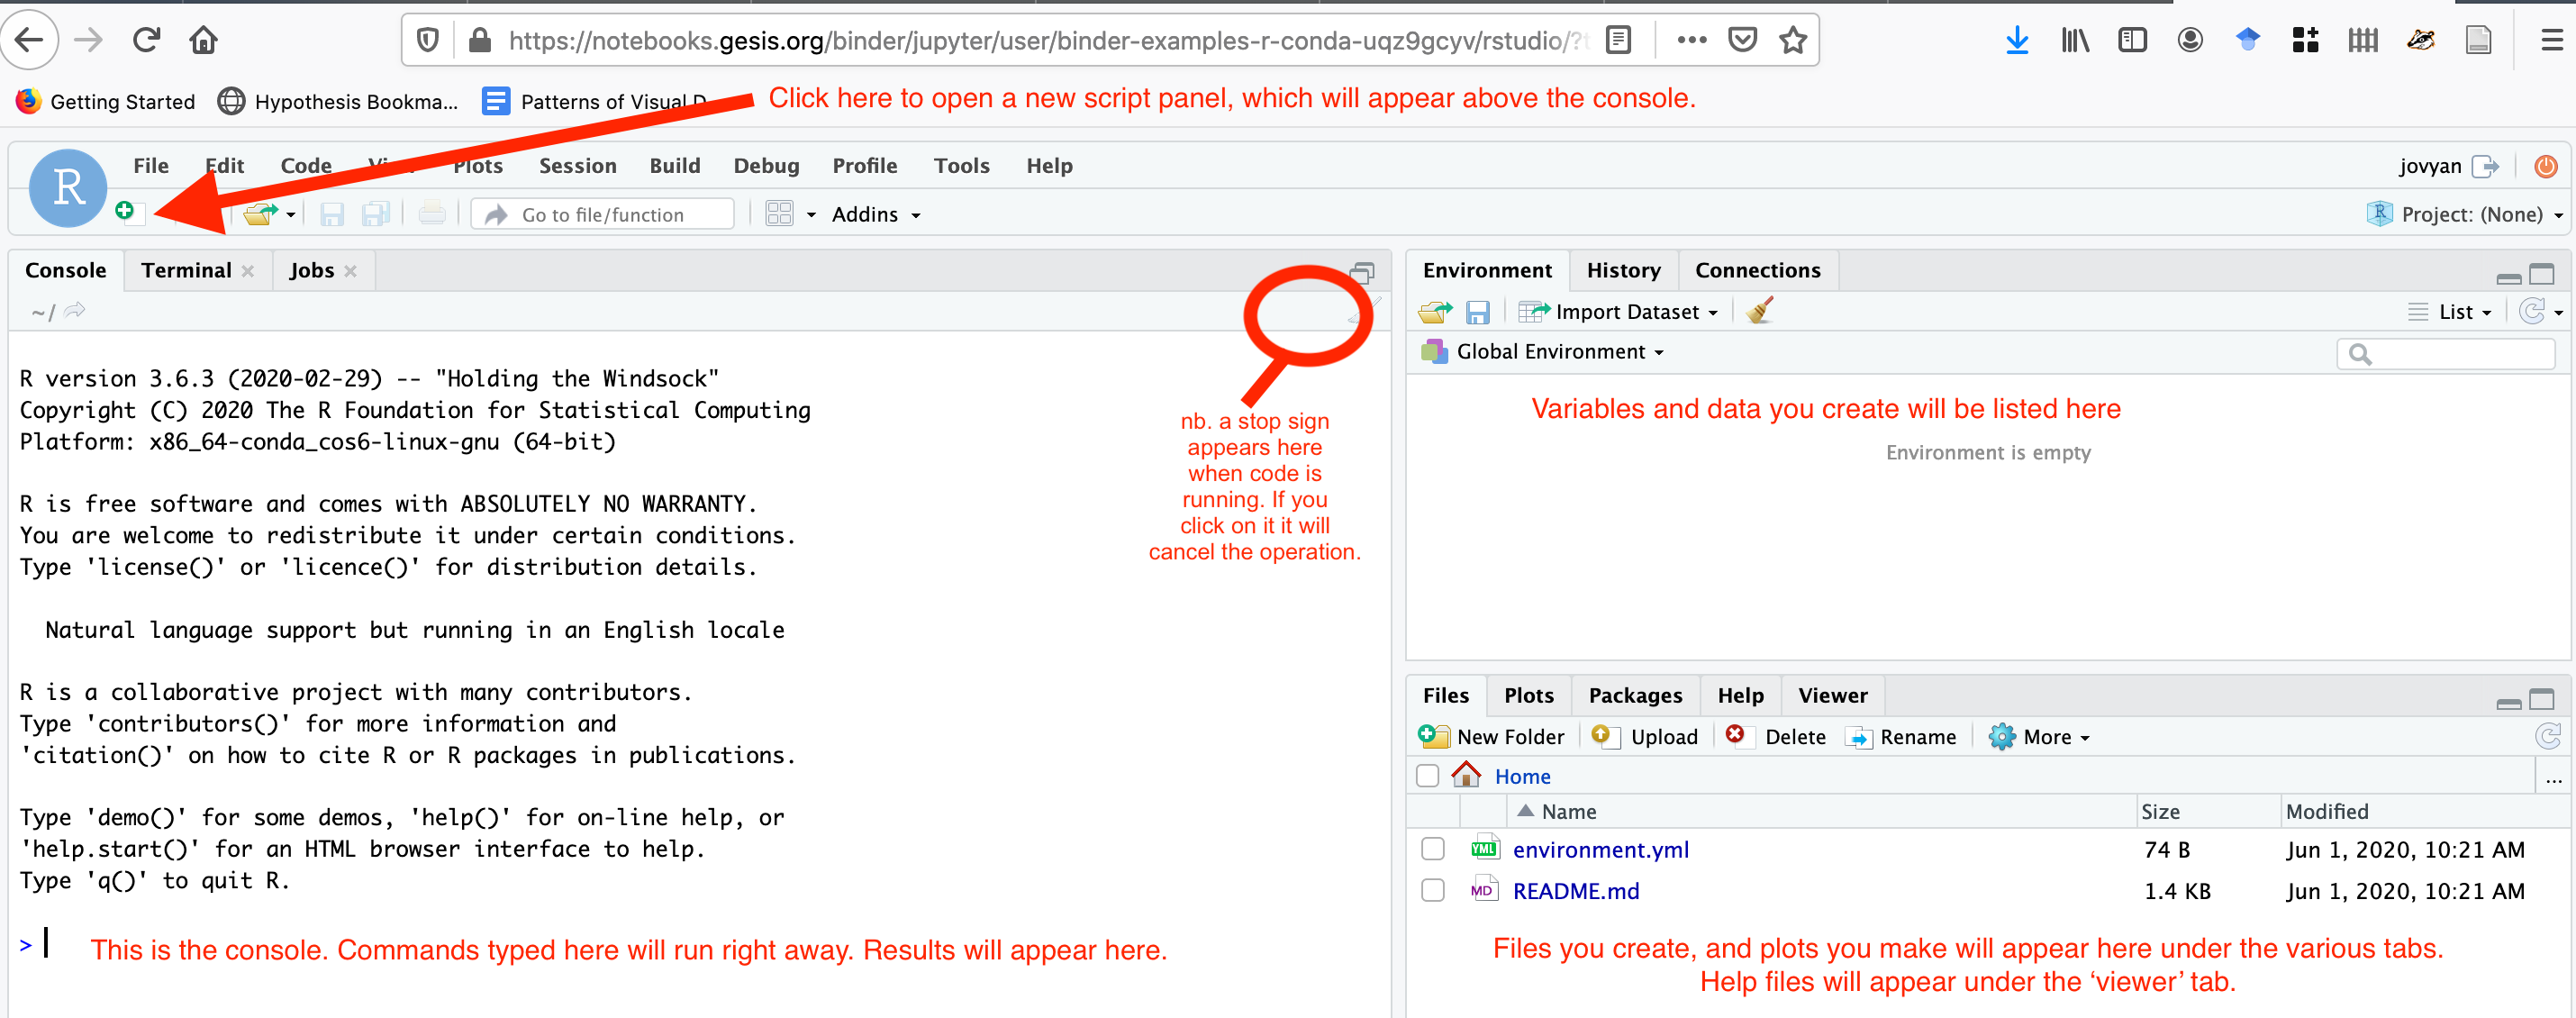 https://notebooks.gesis.org/binder/jupyter/user/binder-examples-r-conda-uqz9gcyv/rstudio/?t
Getting Started
Hypothesis Bookma...
Patterns of Visual D
Click here to open a new script panel, which will appear above the console.
R
File Edit Code Plots Session Build Debug Profile Tools Help
jovyan
Go to file/function
Addins
R
Project: (None)
Console Terminal Jobs
~/
Environment History Connections
Import Dataset
List
Global Environment
Variables and data you create will be listed here
Environment is empty
R version 3.6.3 (2020-02-29) -- "Holding the Windsock"
Copyright (C) 2020 The R Foundation for Statistical Computing
Platform: x86_64-conda_cos6-linux-gnu (64-bit)
R is free software and comes with ABSOLUTELY NO WARRANTY.
You are welcome to redistribute it under certain conditions.
Type 'license()' or 'licence()' for distribution details.
Natural language support but running in an English locale
R is a collaborative project with many contributors.
Type 'contributors()' for more information and
'citation()' on how to cite R or R packages in publications.
Type 'demo()' for some demos, 'help()' for on-line help, or
'help.start()' for an HTML browser interface to help.
Type 'q()' to quit R.
>
This is the console. Commands typed here will run right away. Results will appear here.
nb. a stop sign
appears here
when code is
running. If you
click on it it will
cancel the operation.
Files Plots Packages Help Viewer
New Folder Upload Delete Rename More
Home
...
Name Size Modified
YML environment.yml 74 B Jun 1, 2020, 10:21 AM
MD README.md 1.4 KB Jun 1, 2020, 10:21 AM
Files you create, and plots you make will appear here under the various tabs.
Help files will appear under the ‘viewer’ tab.